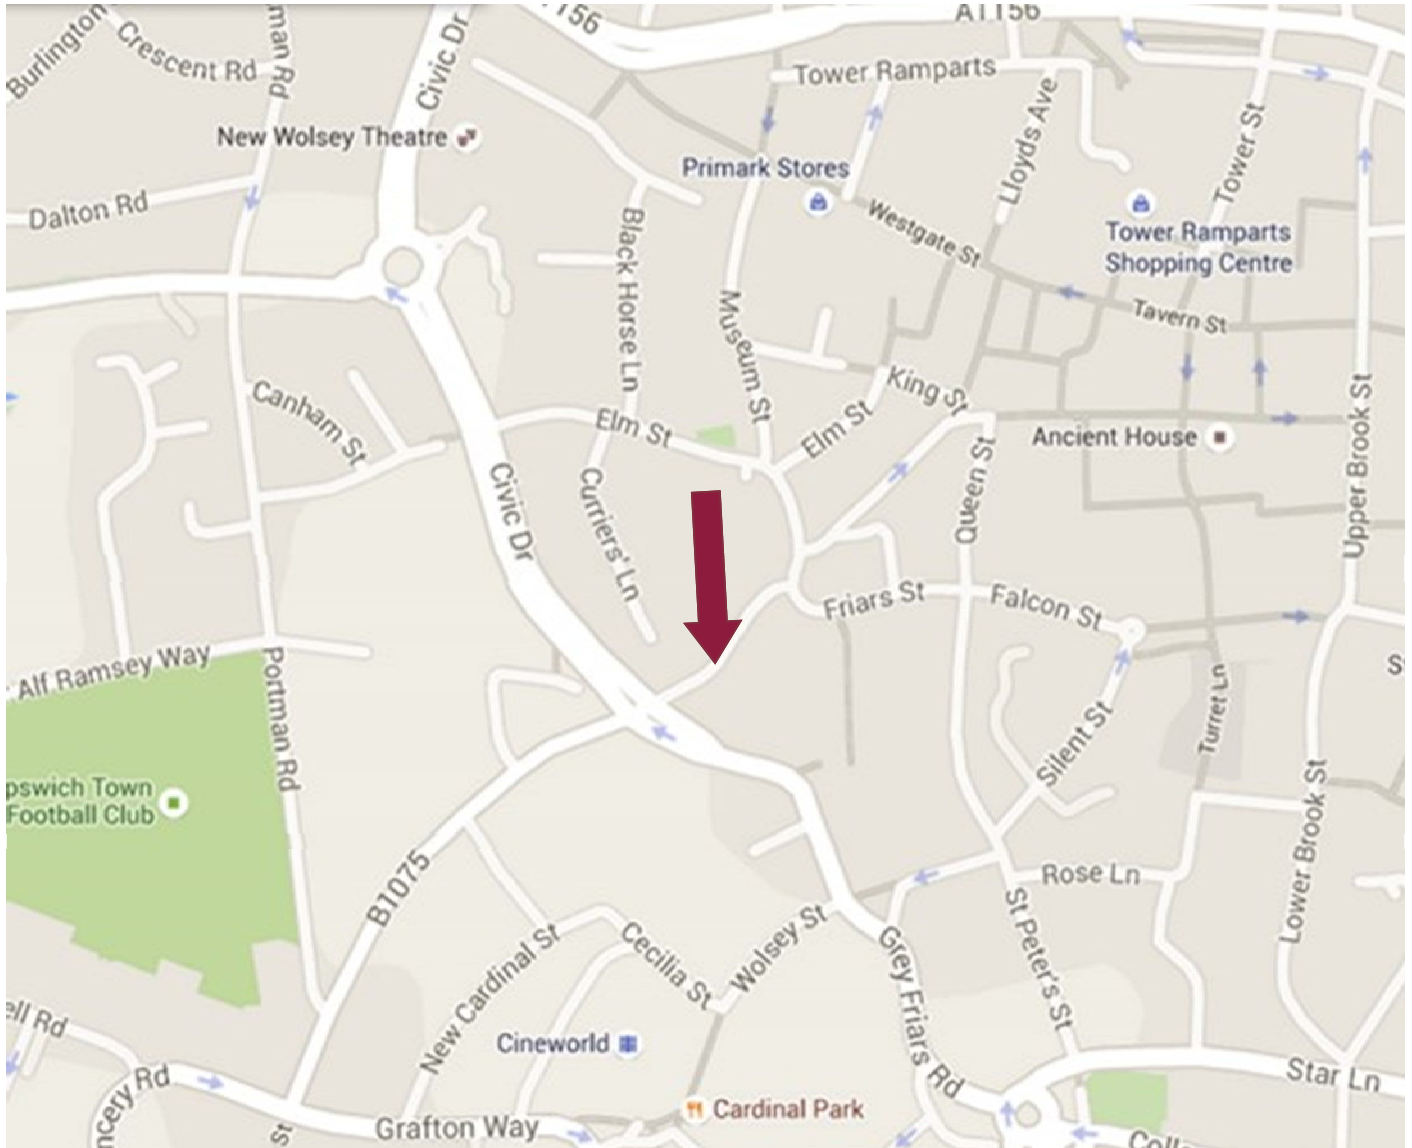 A1156
1156
Burlington
Crescent Rd
man Rd
Civic Dr
Tower Ramparts
New Wolsey Theatre
Lloyds Ave
Tower St
Primark Stores
Dalton Rd
Westgate St
Tower Ramparts
Shopping Centre
Black Horse Ln
Museum St
Tavern St
Canham St
King St
Elm St
Elm St
Ancient House
Upper Brook St
Civic Dr
Curriers' Ln
Queen St
Friars St
Falcon St
Alf Ramsey Way
Portman Rd
S
Turret Ln
Silent St
pswich Town
Football Club
B1075
Rose Ln
Lower Brook St
St Peter's St
Wolsey St
Cecilia St
New Cardinal St
Grey Friars Rd
ell Rd
Cineworld
ncery Rd
Star Ln
Cardinal Park
Grafton Way
St
Colle